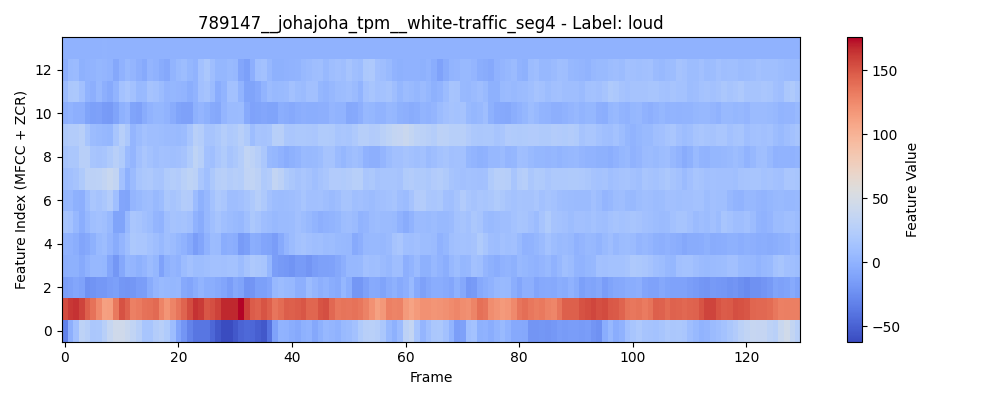 789147__johajoha_tpm__white-traffic_seg4 - Label: loud
Feature Index (MFCC + ZCR)
12
10
8
6
4
2
0
0 20 40 60 80 100 120
Frame
150
100
50
0
−50
Feature Value